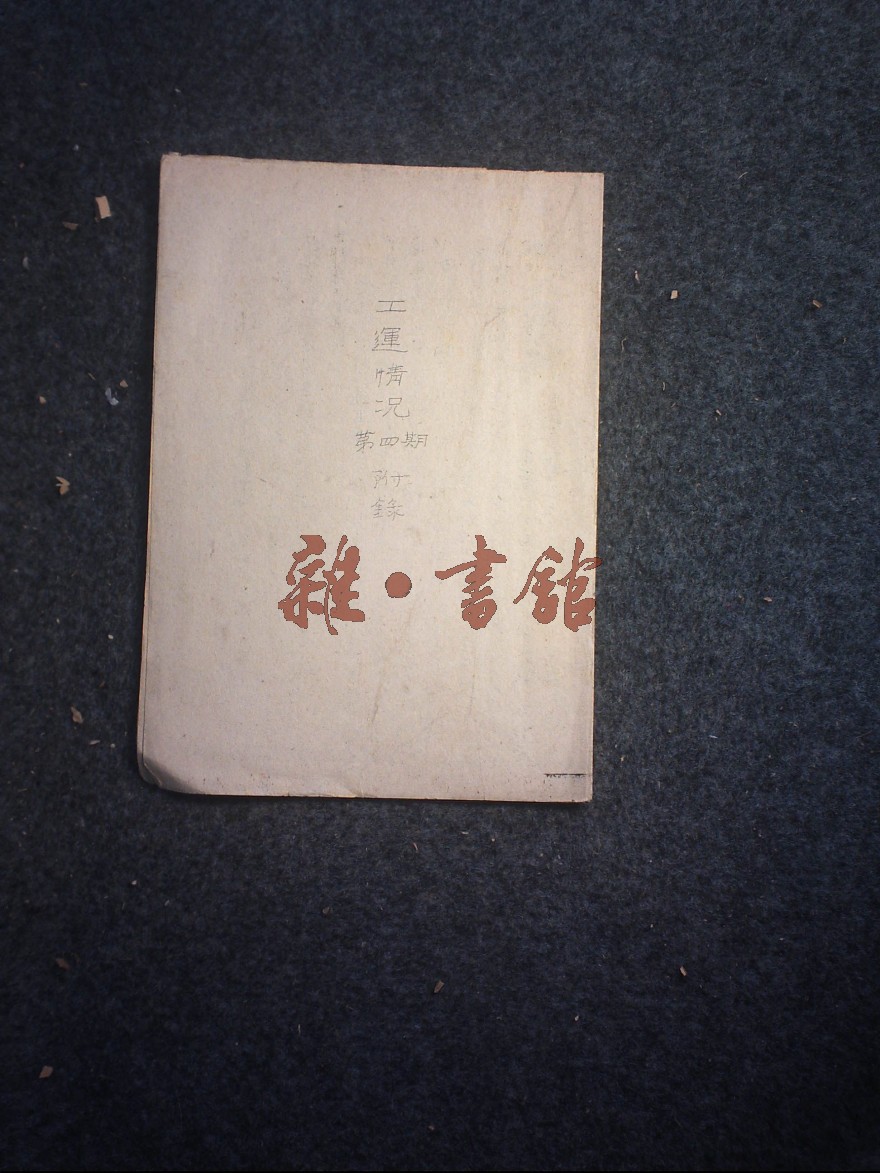 工運情况
第四期
附錄
雜·書館